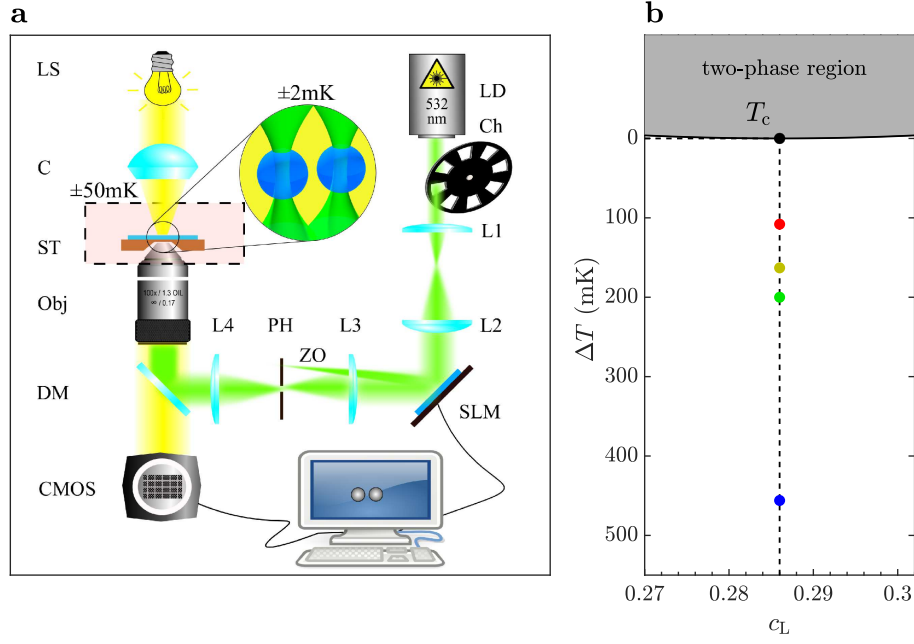 a
LS
C
±50mK
ST
Obj
100x / 1.3 OIL
∞ / 0.17
DM
CMOS
±2mK
532
nm
LD
Ch
L1
L2
L4
PH
ZO
L3
SLM
b
two-phase region
T_c
0
100
200
300
400
500
ΔT (mK)
0.27
0.28
0.29
0.3
c_L